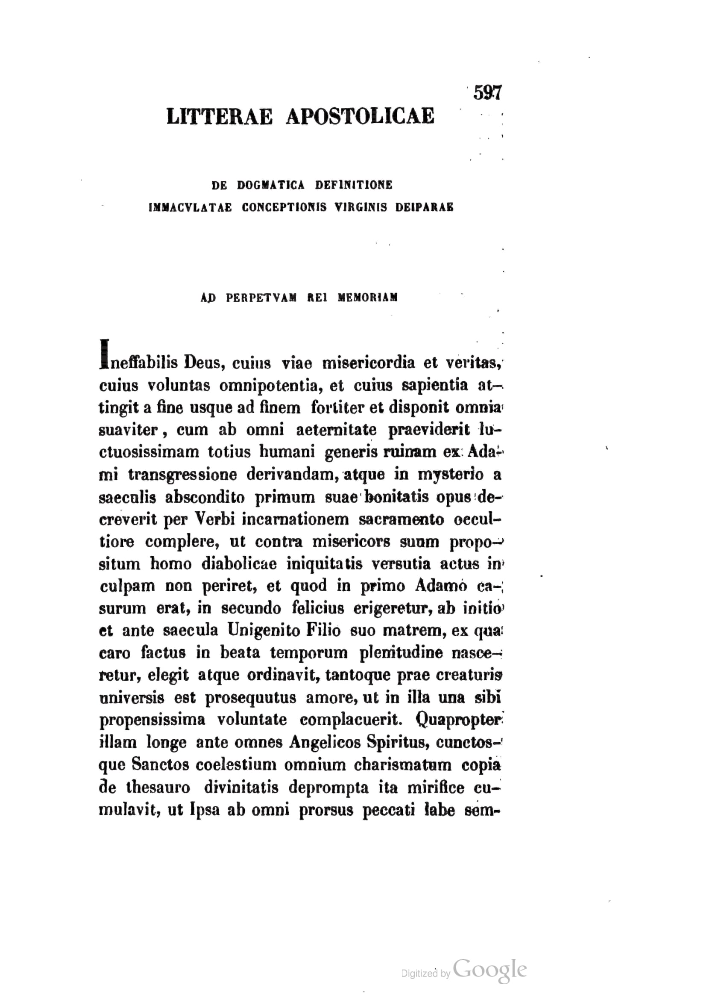 597
LITTERAE APOSTOLICAE
DE DOGMATICA DEFINITIONE
IMMACVLATAE CONCEPTIONIS VIRGINIS DEIPARAE
AD PERPETVAM REI MEMORIAM
Ineffabilis Deus, cuius viae misericordia et veritas,
cuius voluntas omnipotentia, et cuius sapientia at-
tingit a fine usque ad finem fortiter et disponit omnia
suaviter, cum ab omni aeternitate praeviderit lu-
ctuosissimam totius humani generis ruinam ex Ada-
mi transgressione derivandam, atque in mysterio a
saeculis abscondito primum suae bonitatis opus de-
creverit per Verbi incarnationem sacramento occul-
tiore complere, ut contra misericors suum propo-
situm homo diabolicae iniquitatis versutia actus in
culpam non periret, et quod in primo Adamo ca-
surum erat, in secundo felicius erigeretur, ab initio
et ante saecula Unigenito Filio suo matrem, ex qua
caro factus in beata temporum plenitudine nasce-
retur, elegit atque ordinavit, tantoque prae creaturis
universis est prosequutus amore, ut in illa una sibi
propensissima voluntate complacuerit. Quapropter
illam longe ante omnes Angelicos Spiritus, cunctos-
que Sanctos coelestium omnium charismatum copia
de thesauro divinitatis deprompta ita mirifice cu-
mulavit, ut Ipsa ab omni prorsus peccati labe sem-
Digitized by Google